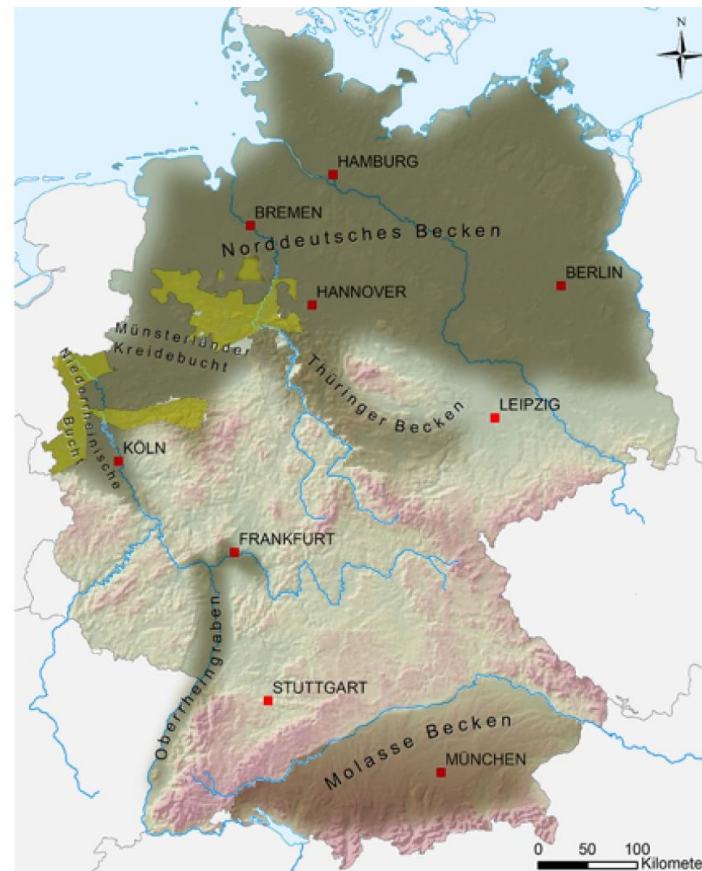 N
HAMBURG
BREMEN
Norddeutsches Becken
BERLIN
HANNOVER
Münsterländer
Kreidebucht
Niederrheinische
Bucht
Thüringer Becken
LEIPZIG
KÖLN
FRANKFURT
Oberrheingraben
STUTTGART
Molasse Becken
MÜNCHEN
0 50 100
Kilomete